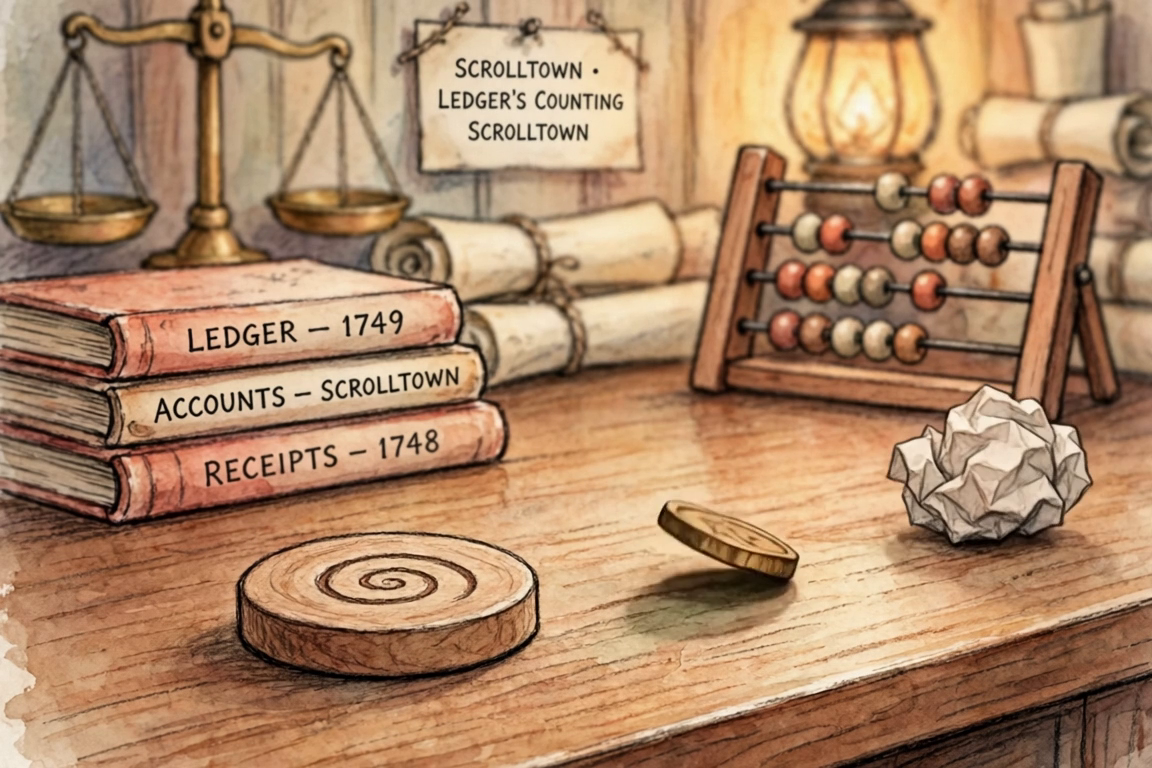 SCROLLTOWN •
LEDGER'S COUNTING
SCROLLTOWN
LEDGER – 1749
ACCOUNTS – SCROLLTOWN
RECEIPTS – 1748